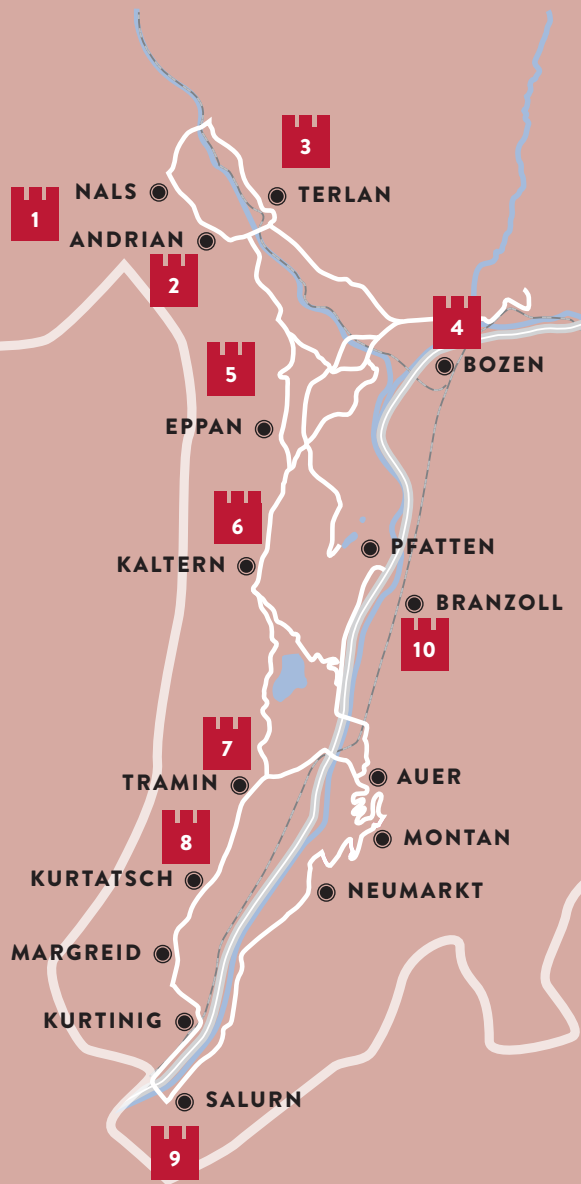 3
NALS
TERLAN
1
ANDRIAN
2
4
BOZEN
5
EPPAN
6
PFATTEN
KALTERN
BRANZOLL
10
7
TRAMIN
AUER
8
MONTAN
KURTATSCH
NEUMARKT
MARGREID
KURTINIG
SALURN
9